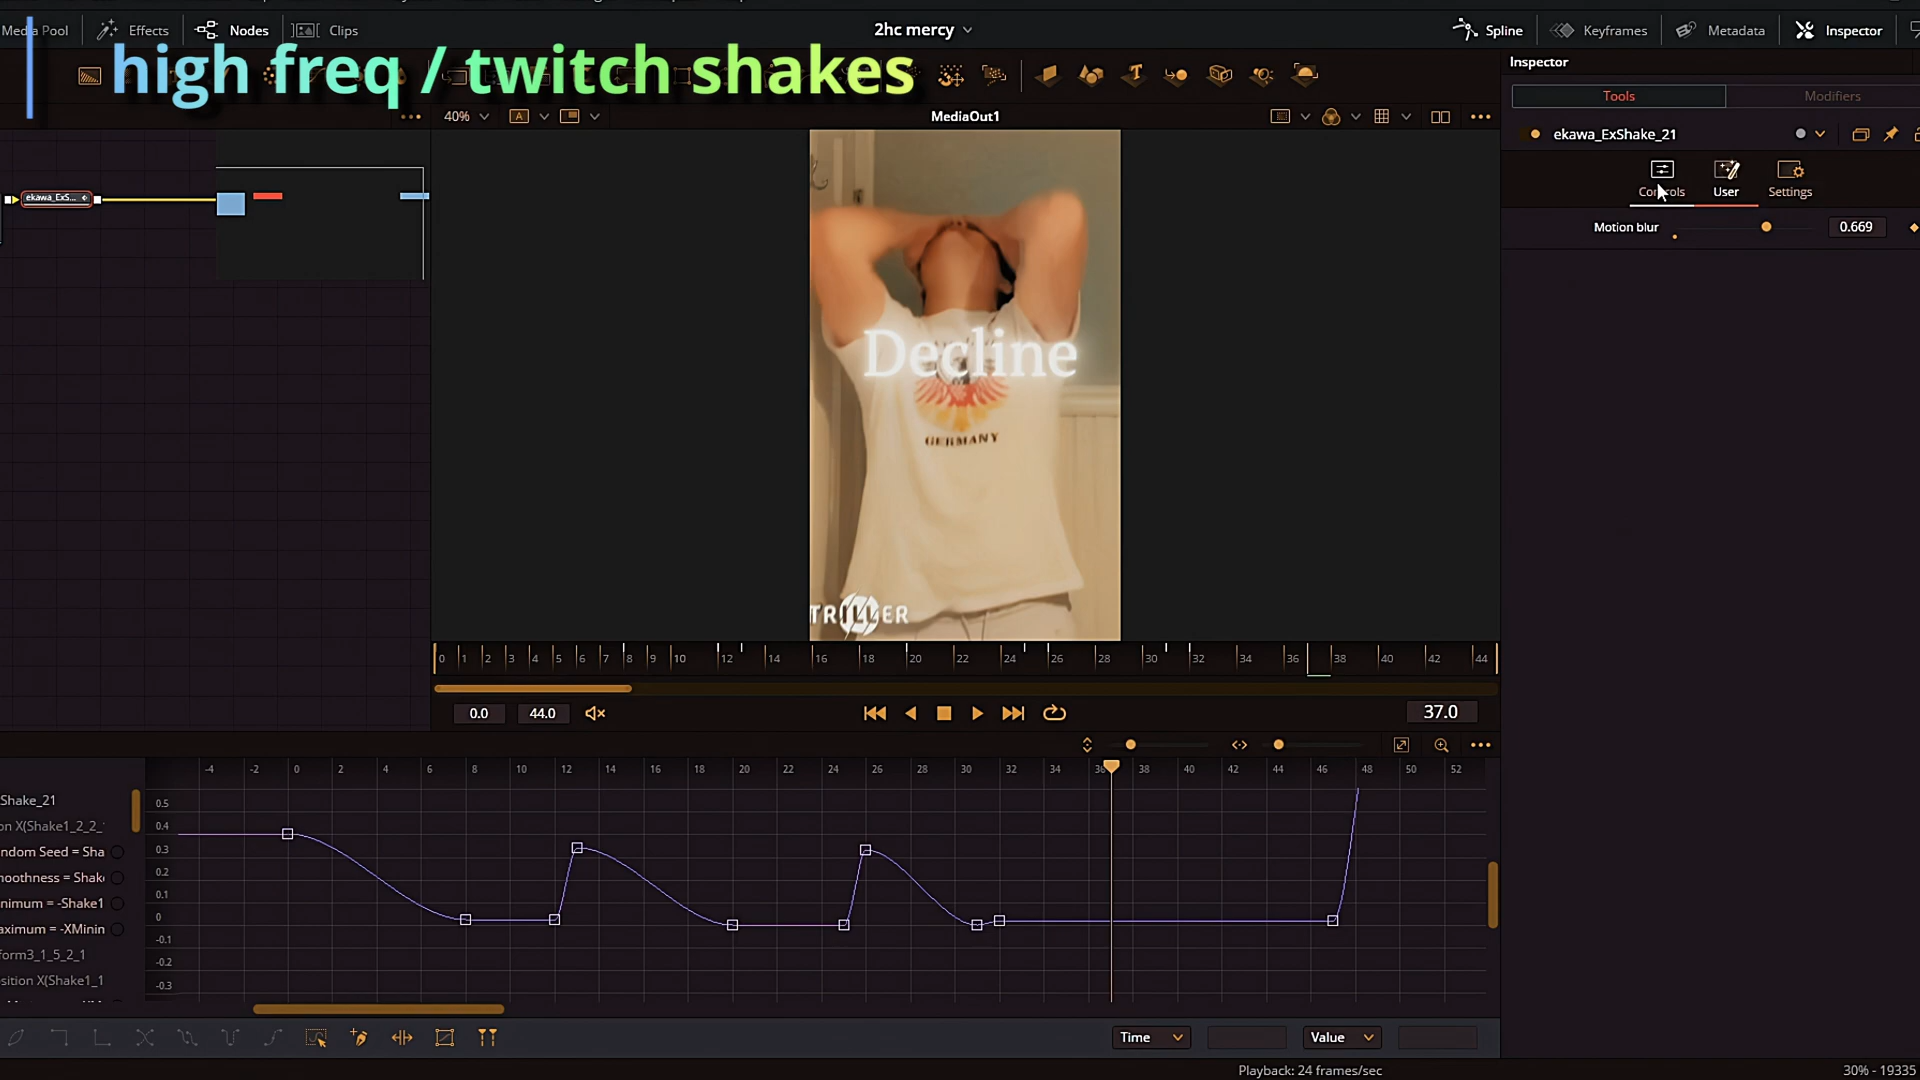 Media Pool
Effects
Nodes
Clips
2hc mercy
Spline
Keyframes
Metadata
Inspector
high freq / twitch shakes
Inspector
Tools
Modifiers
40%
A
MediaOut1
ekawa_ExShake_21
ekawa_ExS...
Controls
User
Settings
Motion blur
0.669
Decline
GERMANY
TRILLER
0 1 2 3 4 5 6 7 8 9 10 12 14 16 18 20 22 24 26 28 30 32 34 36 38 40 42 44
0.0
44.0
37.0
-4 -2 0 2 4 6 8 10 12 14 16 18 20 22 24 26 28 30 32 34 36 38 40 42 44 46 48 50 52
Shake_21
on X(Shake1_2_2_
ndom Seed = Sha
noothness = Shak
nimum = -Shake1
aximum = -XMinin
form3_1_5_2_1
sition X(Shake1_1
0.5
0.4
0.3
0.2
0.1
0
-0.1
-0.2
-0.3
Time
Value
Playback: 24 frames/sec
30% - 19335